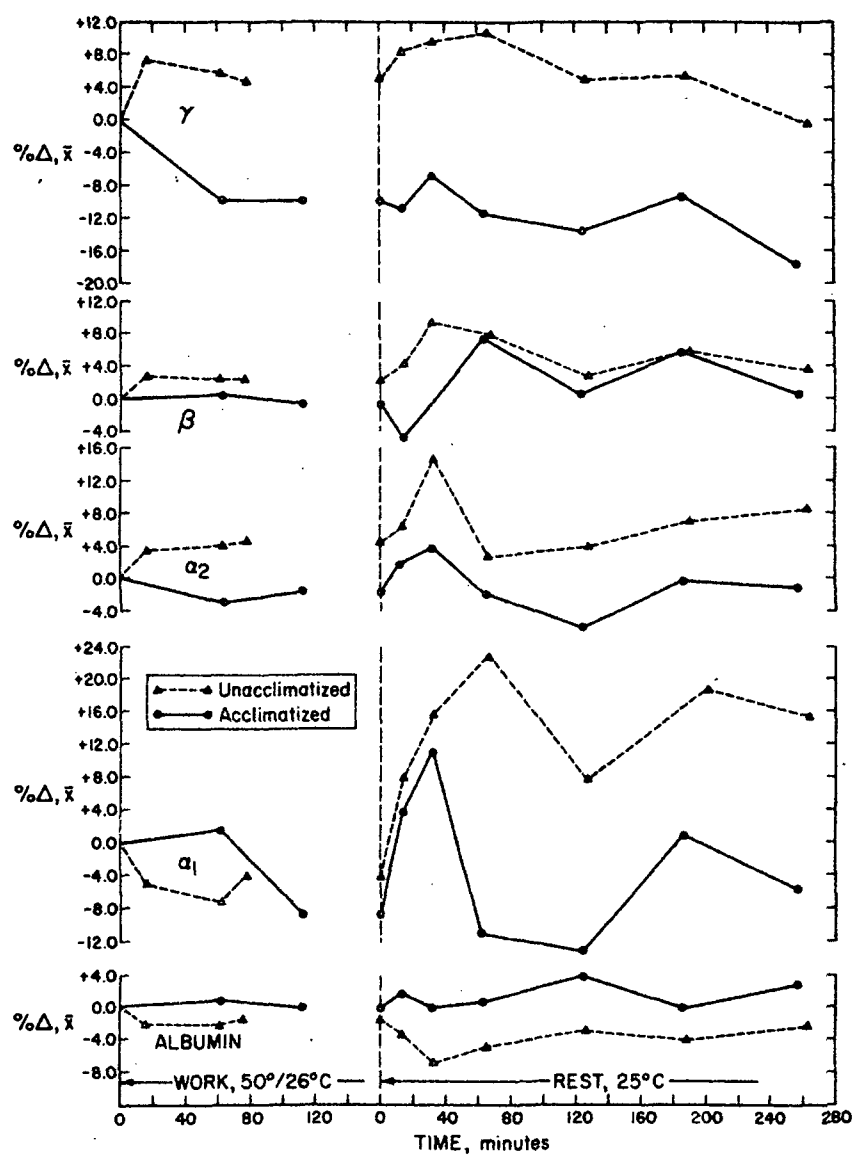 +12.0
+8.0
+4.0
0.0
γ
%Δ, x̄
-4.0
-8.0
-12.0
-16.0
-20.0
+12.0
+8.0
%Δ, x̄
+4.0
0.0
β
-4.0
+16.0
+12.0
+8.0
%Δ, x̄
+4.0
α2
0.0
-4.0
+24.0
+20.0
Unacclimatized
Acclimatized
+16.0
+12.0
+8.0
%Δ, x̄
+4.0
0.0
α1
-4.0
-8.0
-12.0
+4.0
0.0
%Δ, x̄
ALBUMIN
-4.0
-8.0
WORK, 50°/26°C
REST, 25°C
0 40 80 120 0 40 80 120 160 200 240 280
TIME, minutes